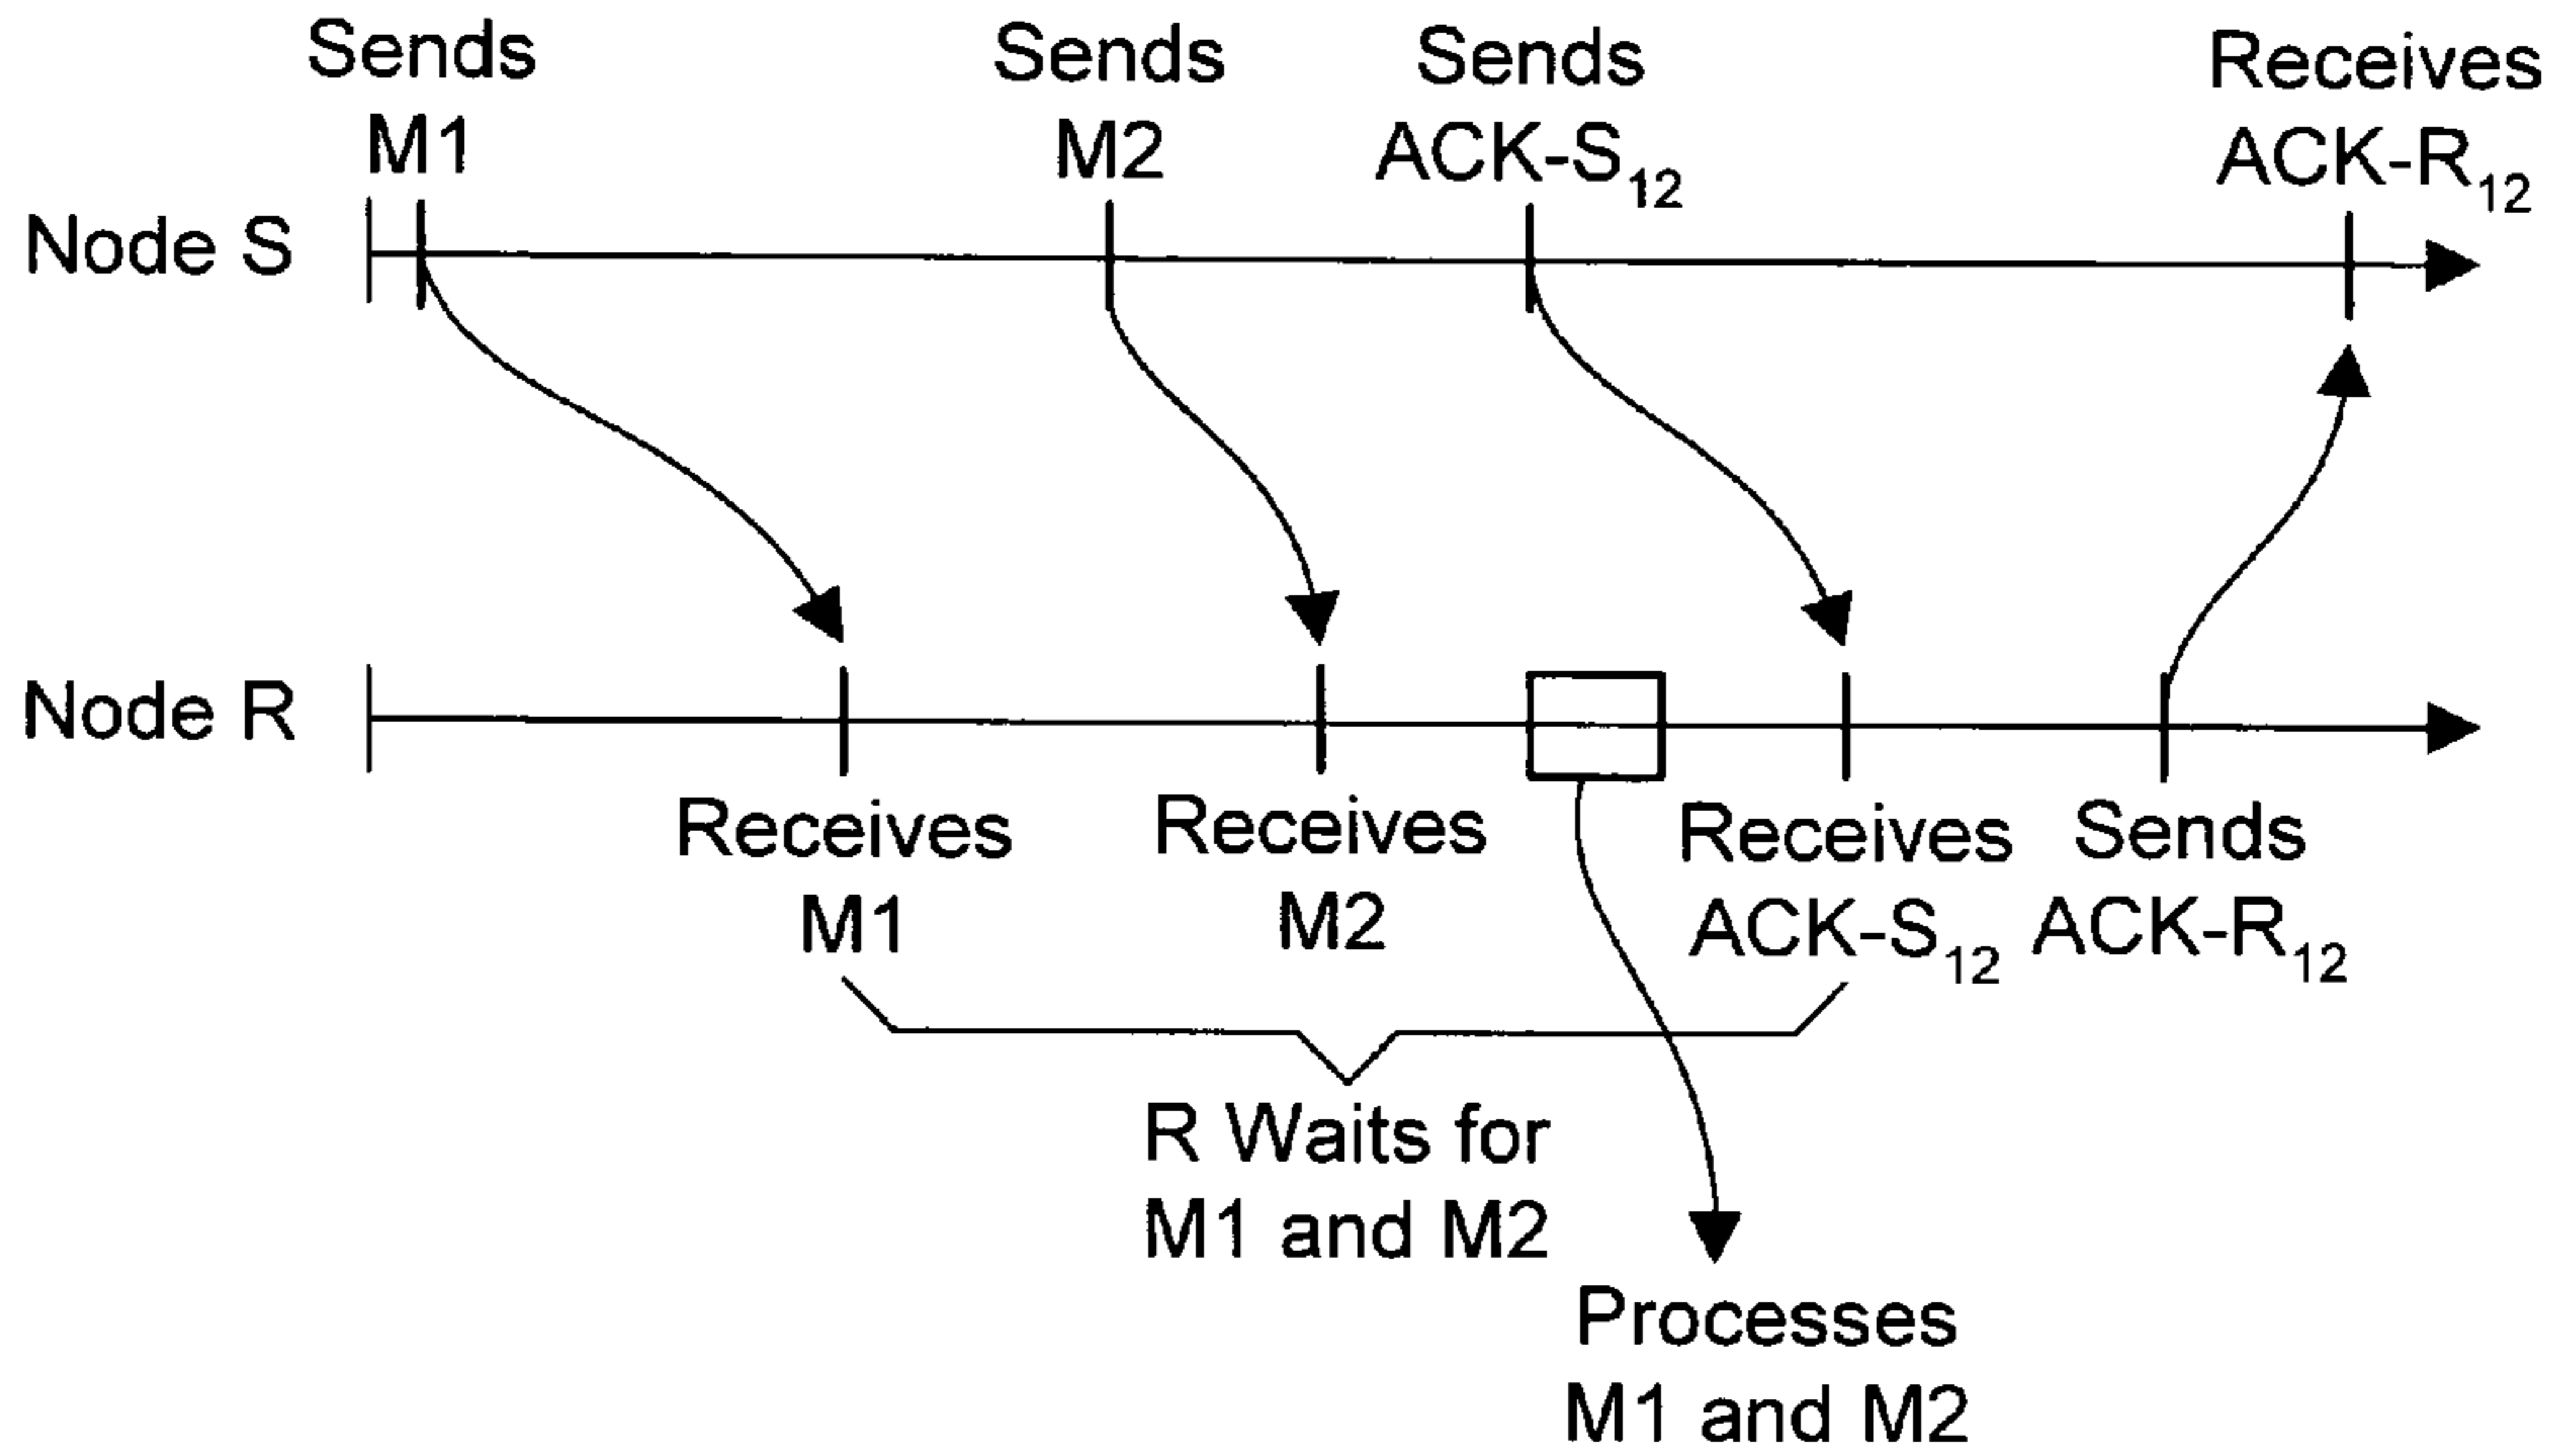 Sends
M1
Sends
M2
Sends
ACK-S₁₂
Receives
ACK-R₁₂
Node S
Node R
Receives
M1
Receives
M2
Receives
ACK-S₁₂
Sends
ACK-R₁₂
R Waits for
M1 and M2
Processes
M1 and M2